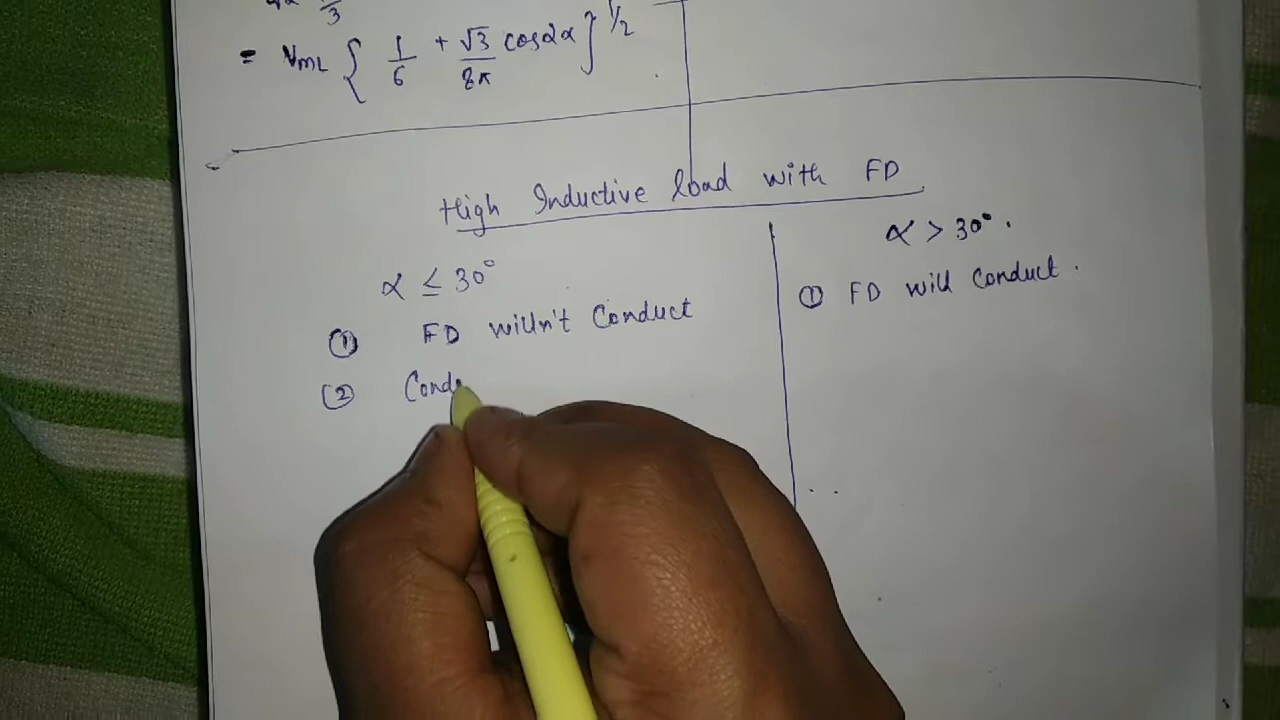 3
= VmL { 1/6 + √3/8π cos2α }^1/2
High Inductive load with FD
α ≤ 30°
① FD willn't Conduct
② Cond
α > 30°.
① FD will Conduct.